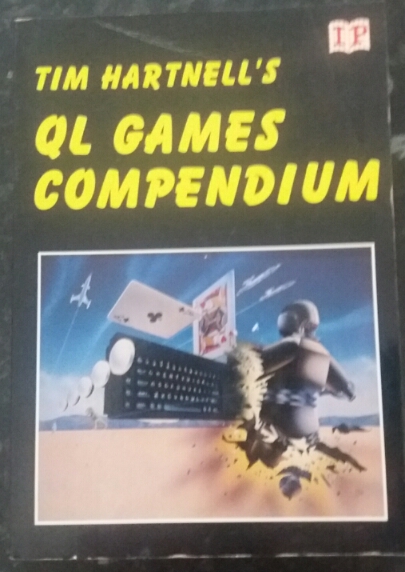 IP
TIM HARTNELL'S
QL GAMES
COMPENDIUM